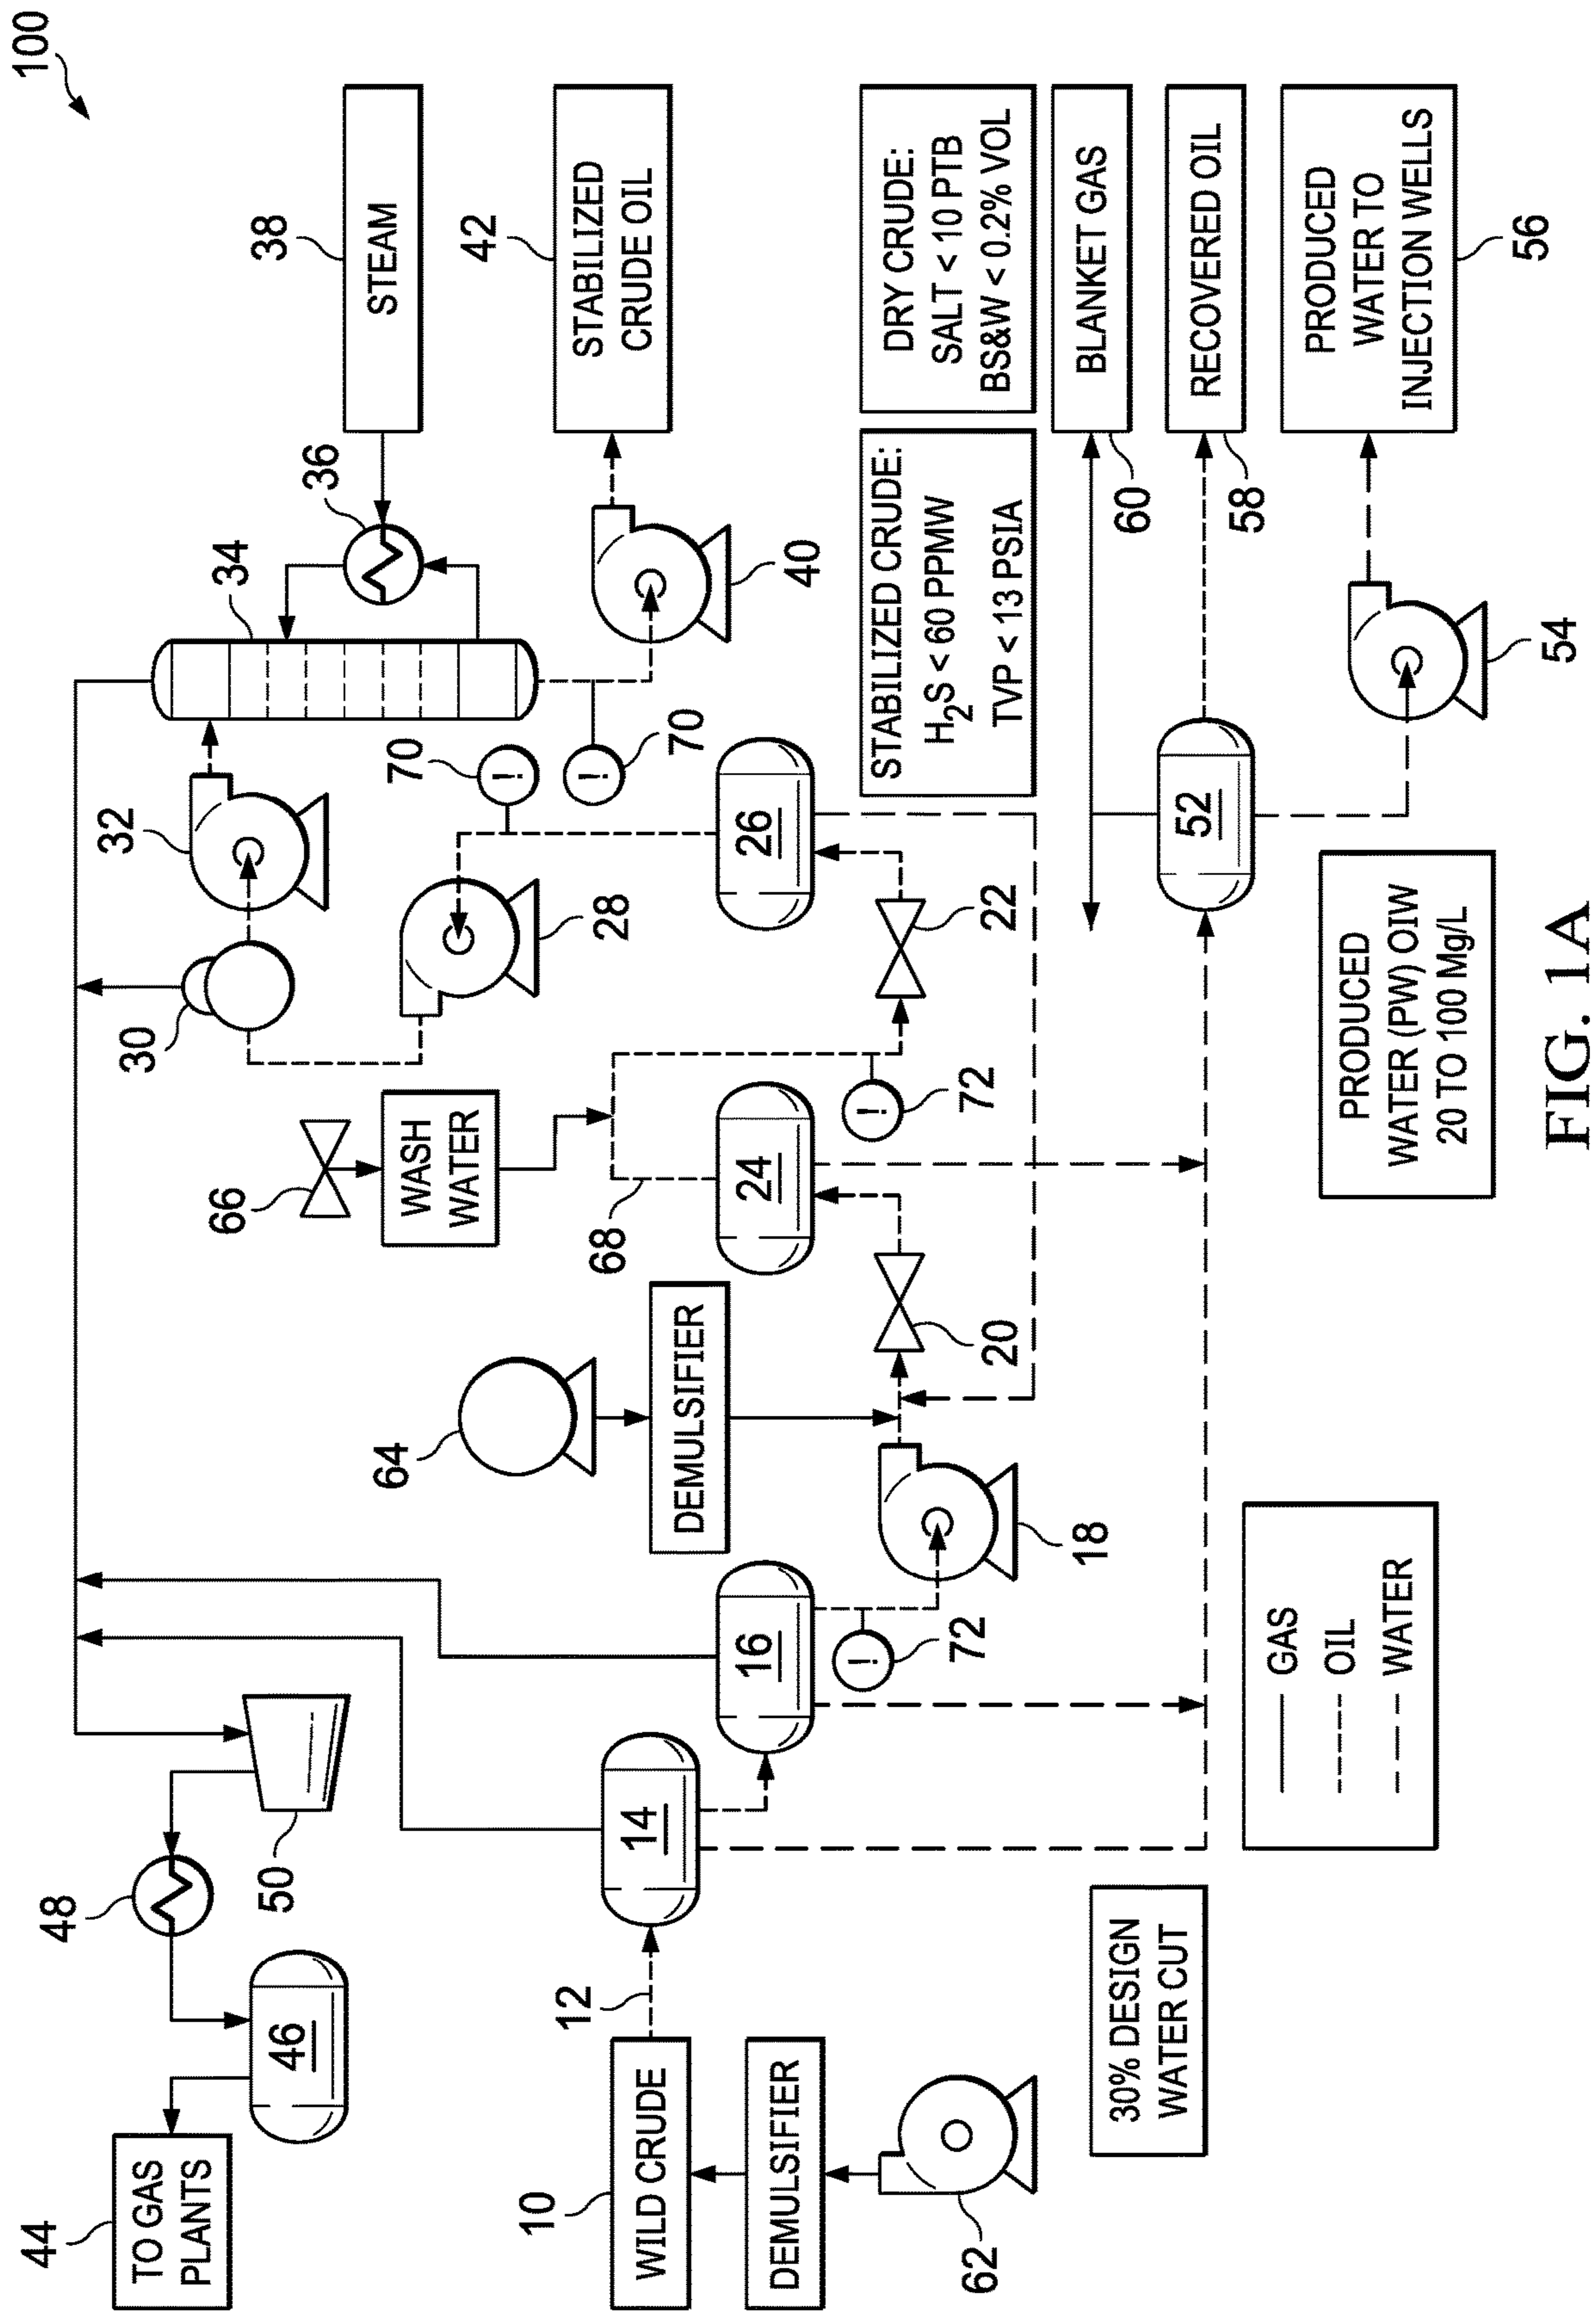 100
44
TO GAS
PLANTS
46
48
50
10
WILD CRUDE
12
DEMULSIFIER
62
14
16
72
18
64
DEMULSIFIER
20
66
WASH
WATER
68
24
72
22
26
28
30
32
70
70
34
36
38
STEAM
40
42
STABILIZED
CRUDE OIL
STABILIZED CRUDE:
H2S < 60 PPMW
TVP < 13 PSIA
DRY CRUDE:
SALT < 10 PTB
BS&W < 0.2% VOL
60
BLANKET GAS
52
58
RECOVERED OIL
54
PRODUCED
WATER TO
INJECTION WELLS
56
30% DESIGN
WATER CUT
GAS
OIL
WATER
PRODUCED
WATER (PW) OIW
20 TO 100 Mg/L
FIG. 1A